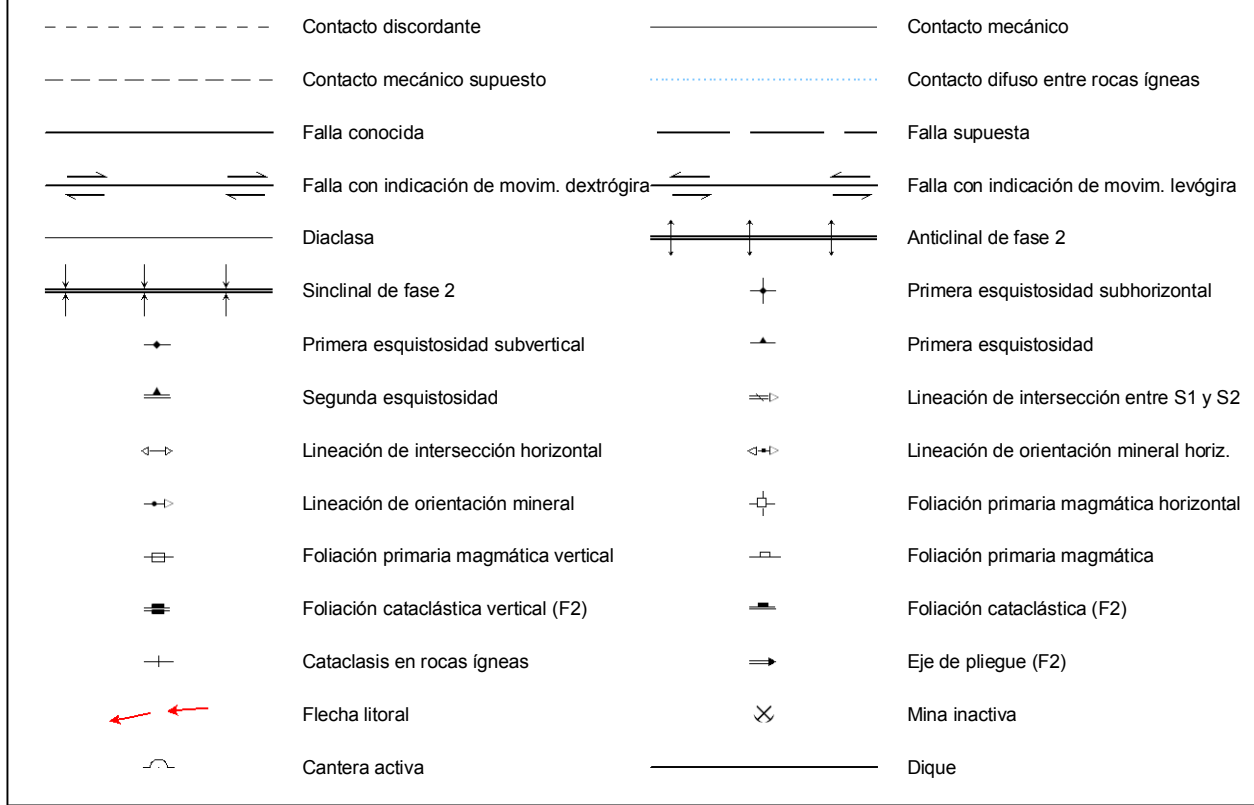 Contacto discordante
Contacto mecánico
Contacto mecánico supuesto
Contacto difuso entre rocas ígneas
Falla conocida
Falla supuesta
Falla con indicación de movim. dextrógira
Falla con indicación de movim. levógira
Diaclasa
Anticlinal de fase 2
Sinclinal de fase 2
Primera esquistosidad subhorizontal
Primera esquistosidad subvertical
Primera esquistosidad
Segunda esquistosidad
Lineación de intersección entre S1 y S2
Lineación de intersección horizontal
Lineación de orientación mineral horiz.
Lineación de orientación mineral
Foliación primaria magmática horizontal
Foliación primaria magmática vertical
Foliación primaria magmática
Foliación cataclástica vertical (F2)
Foliación cataclástica (F2)
Cataclasis en rocas ígneas
Eje de pliegue (F2)
Flecha litoral
Mina inactiva
Cantera activa
Dique